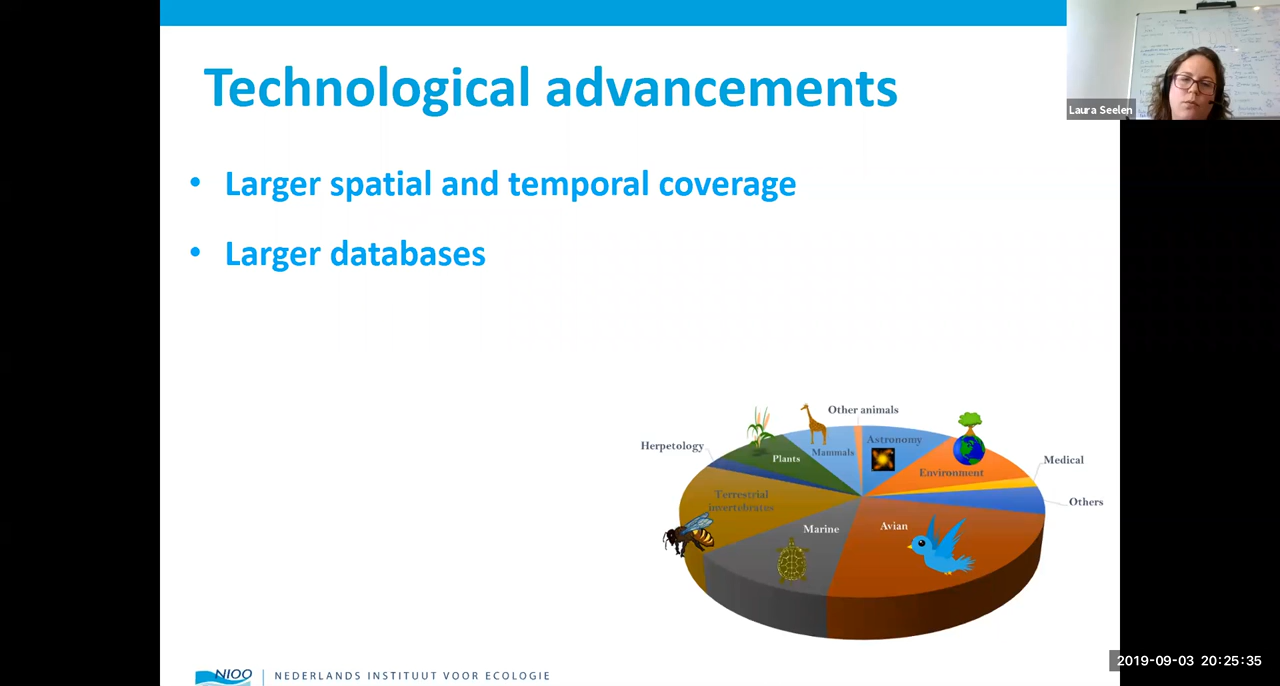 Technological advancements
Laura Seelen
• Larger spatial and temporal coverage
• Larger databases
Other animals
Herpetology
Plants
Mammals
Astronomy
Environment
Medical
Others
Terrestrial
invertebrates
Marine
Avian
NIOO
NEDERLANDS INSTITUUT VOOR ECOLOGIE
2019-09-03 20:25:35